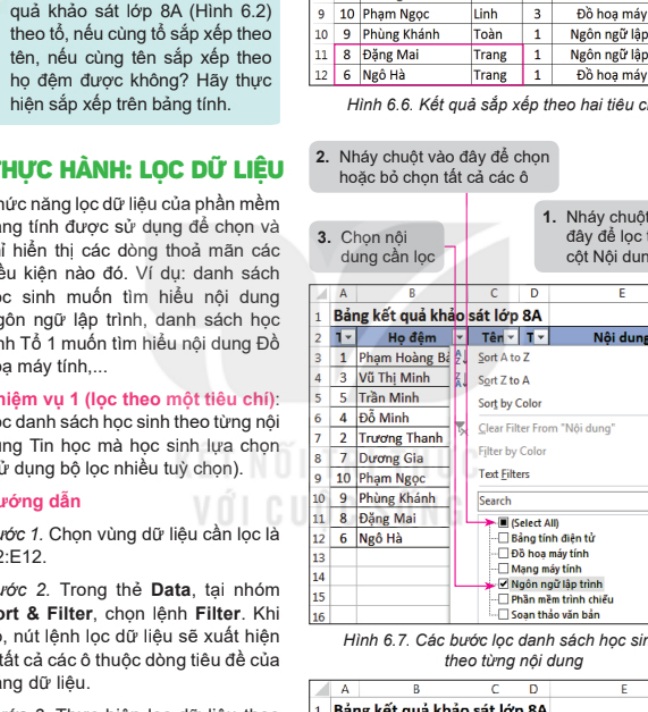 quả khảo sát lớp 8A (Hình 6.2)
theo tổ, nếu cùng tổ sắp xếp theo
tên, nếu cùng tên sắp xếp theo
họ đệm được không? Hãy thực
hiện sắp xếp trên bảng tính.
HỰC HÀNH: LỌC DỮ LIỆU
năng lọc dữ liệu của phần mềm
tính được sử dụng để chọn và
hiển thị các dòng thoả mãn các
kiện nào đó. Ví dụ: danh sách
sinh muốn tìm hiểu nội dung
ngôn ngữ lập trình, danh sách học
Tổ 1 muốn tìm hiểu nội dung Đồ
máy tính,...
hiệm vụ 1 (lọc theo một tiêu chí):
danh sách học sinh theo từng nội
Tin học mà học sinh lựa chọn
dụng bộ lọc nhiều tuỳ chọn).
ướng dẫn
ước 1. Chọn vùng dữ liệu cần lọc là
2:E12.
ước 2. Trong thẻ Data, tại nhóm
ort & Filter, chọn lệnh Filter. Khi
nút lệnh lọc dữ liệu sẽ xuất hiện
tất cả các ô thuộc dòng tiêu đề của
dữ liệu.
9 10 Phạm Ngọc Linh 3 Đồ hoạ máy
10 9 Phùng Khánh Toàn 1 Ngôn ngữ lập
11 8 Đặng Mai Trang 1 Ngôn ngữ lập
12 6 Ngô Hà Trang 1 Đồ hoạ máy
Hình 6.6. Kết quả sắp xếp theo hai tiêu c
2. Nháy chuột vào đây để chọn
hoặc bỏ chọn tất cả các ô
1. Nháy chuột
đây để lọc
cột Nội dun
3. Chọn nội
dung cần lọc
A B C D E
1 Bảng kết quả khảo sát lớp 8A
2 T Họ đệm Tên T Nội dung
3 1 Phạm Hoàng Bả
4 3 Vũ Thị Minh
5 5 Trần Minh
6 4 Đỗ Minh
7 2 Trương Thanh
8 7 Dương Gia
9 10 Phạm Ngọc
10 9 Phùng Khánh
11 8 Đặng Mai
12 6 Ngô Hà
13
14
15
16
Sort A to Z
Sort Z to A
Sort by Color
Clear Filter From "Nội dung"
Filter by Color
Text Filters
Search
(Select All)
Bảng tính điện tử
Đồ hoạ máy tính
Mạng máy tính
Ngôn ngữ lập trình
Phần mềm trình chiếu
Soạn thảo văn bản
KẾT NỐI TRI THỨC
VỚI CUỘC SỐNG
Hình 6.7. Các bước lọc danh sách học sin
theo từng nội dung
A B C D E
1 Bảng kết quả khảo sát lớp 8A